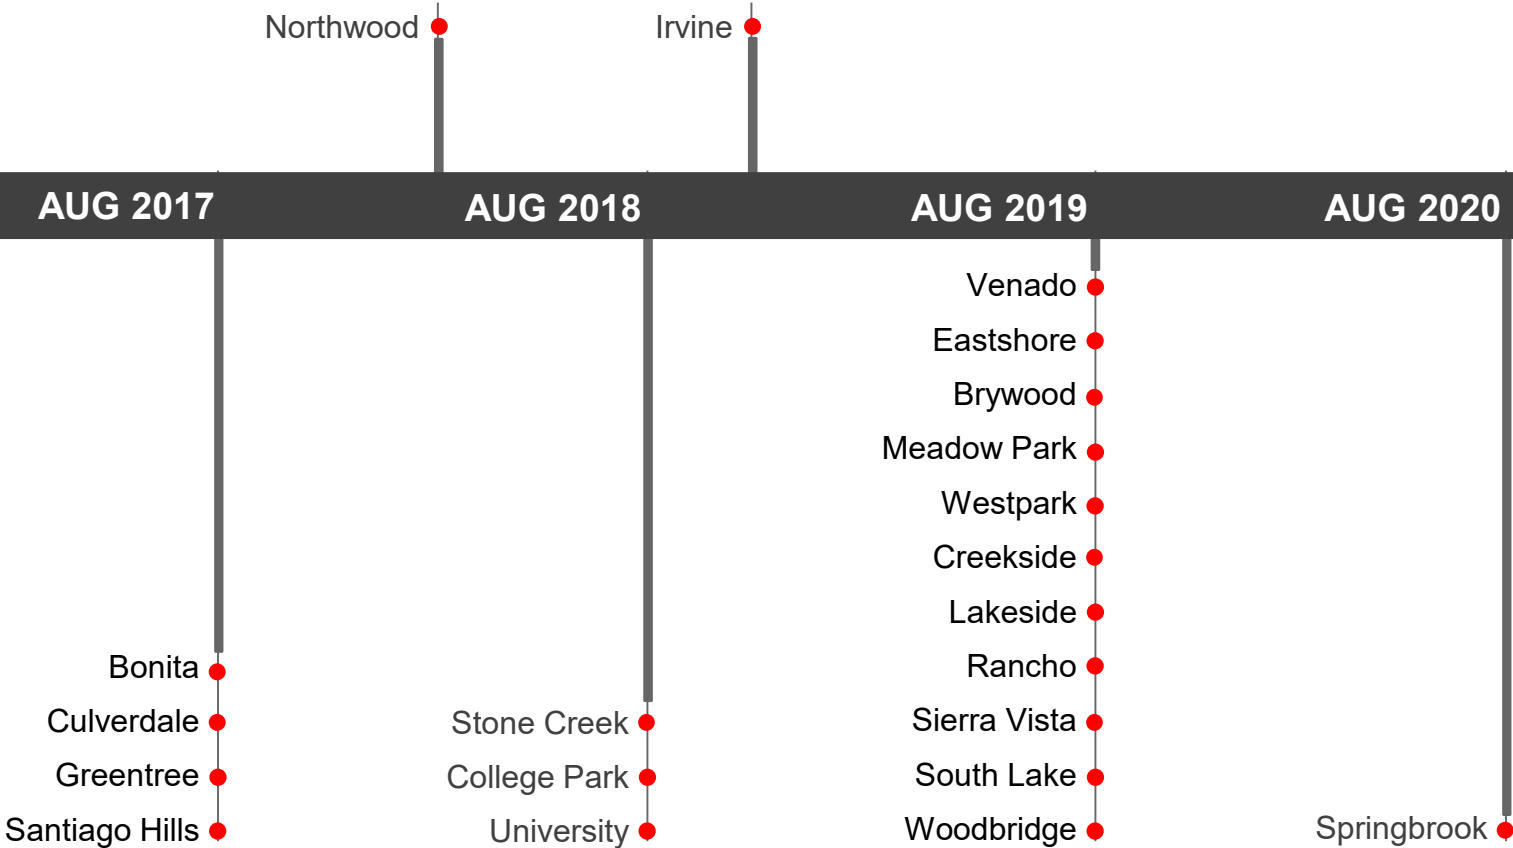 Northwood
Irvine
AUG 2017
AUG 2018
AUG 2019
AUG 2020
Bonita
Culverdale
Greentree
Santiago Hills
Stone Creek
College Park
University
Venado
Eastshore
Brywood
Meadow Park
Westpark
Creekside
Lakeside
Rancho
Sierra Vista
South Lake
Woodbridge
Springbrook